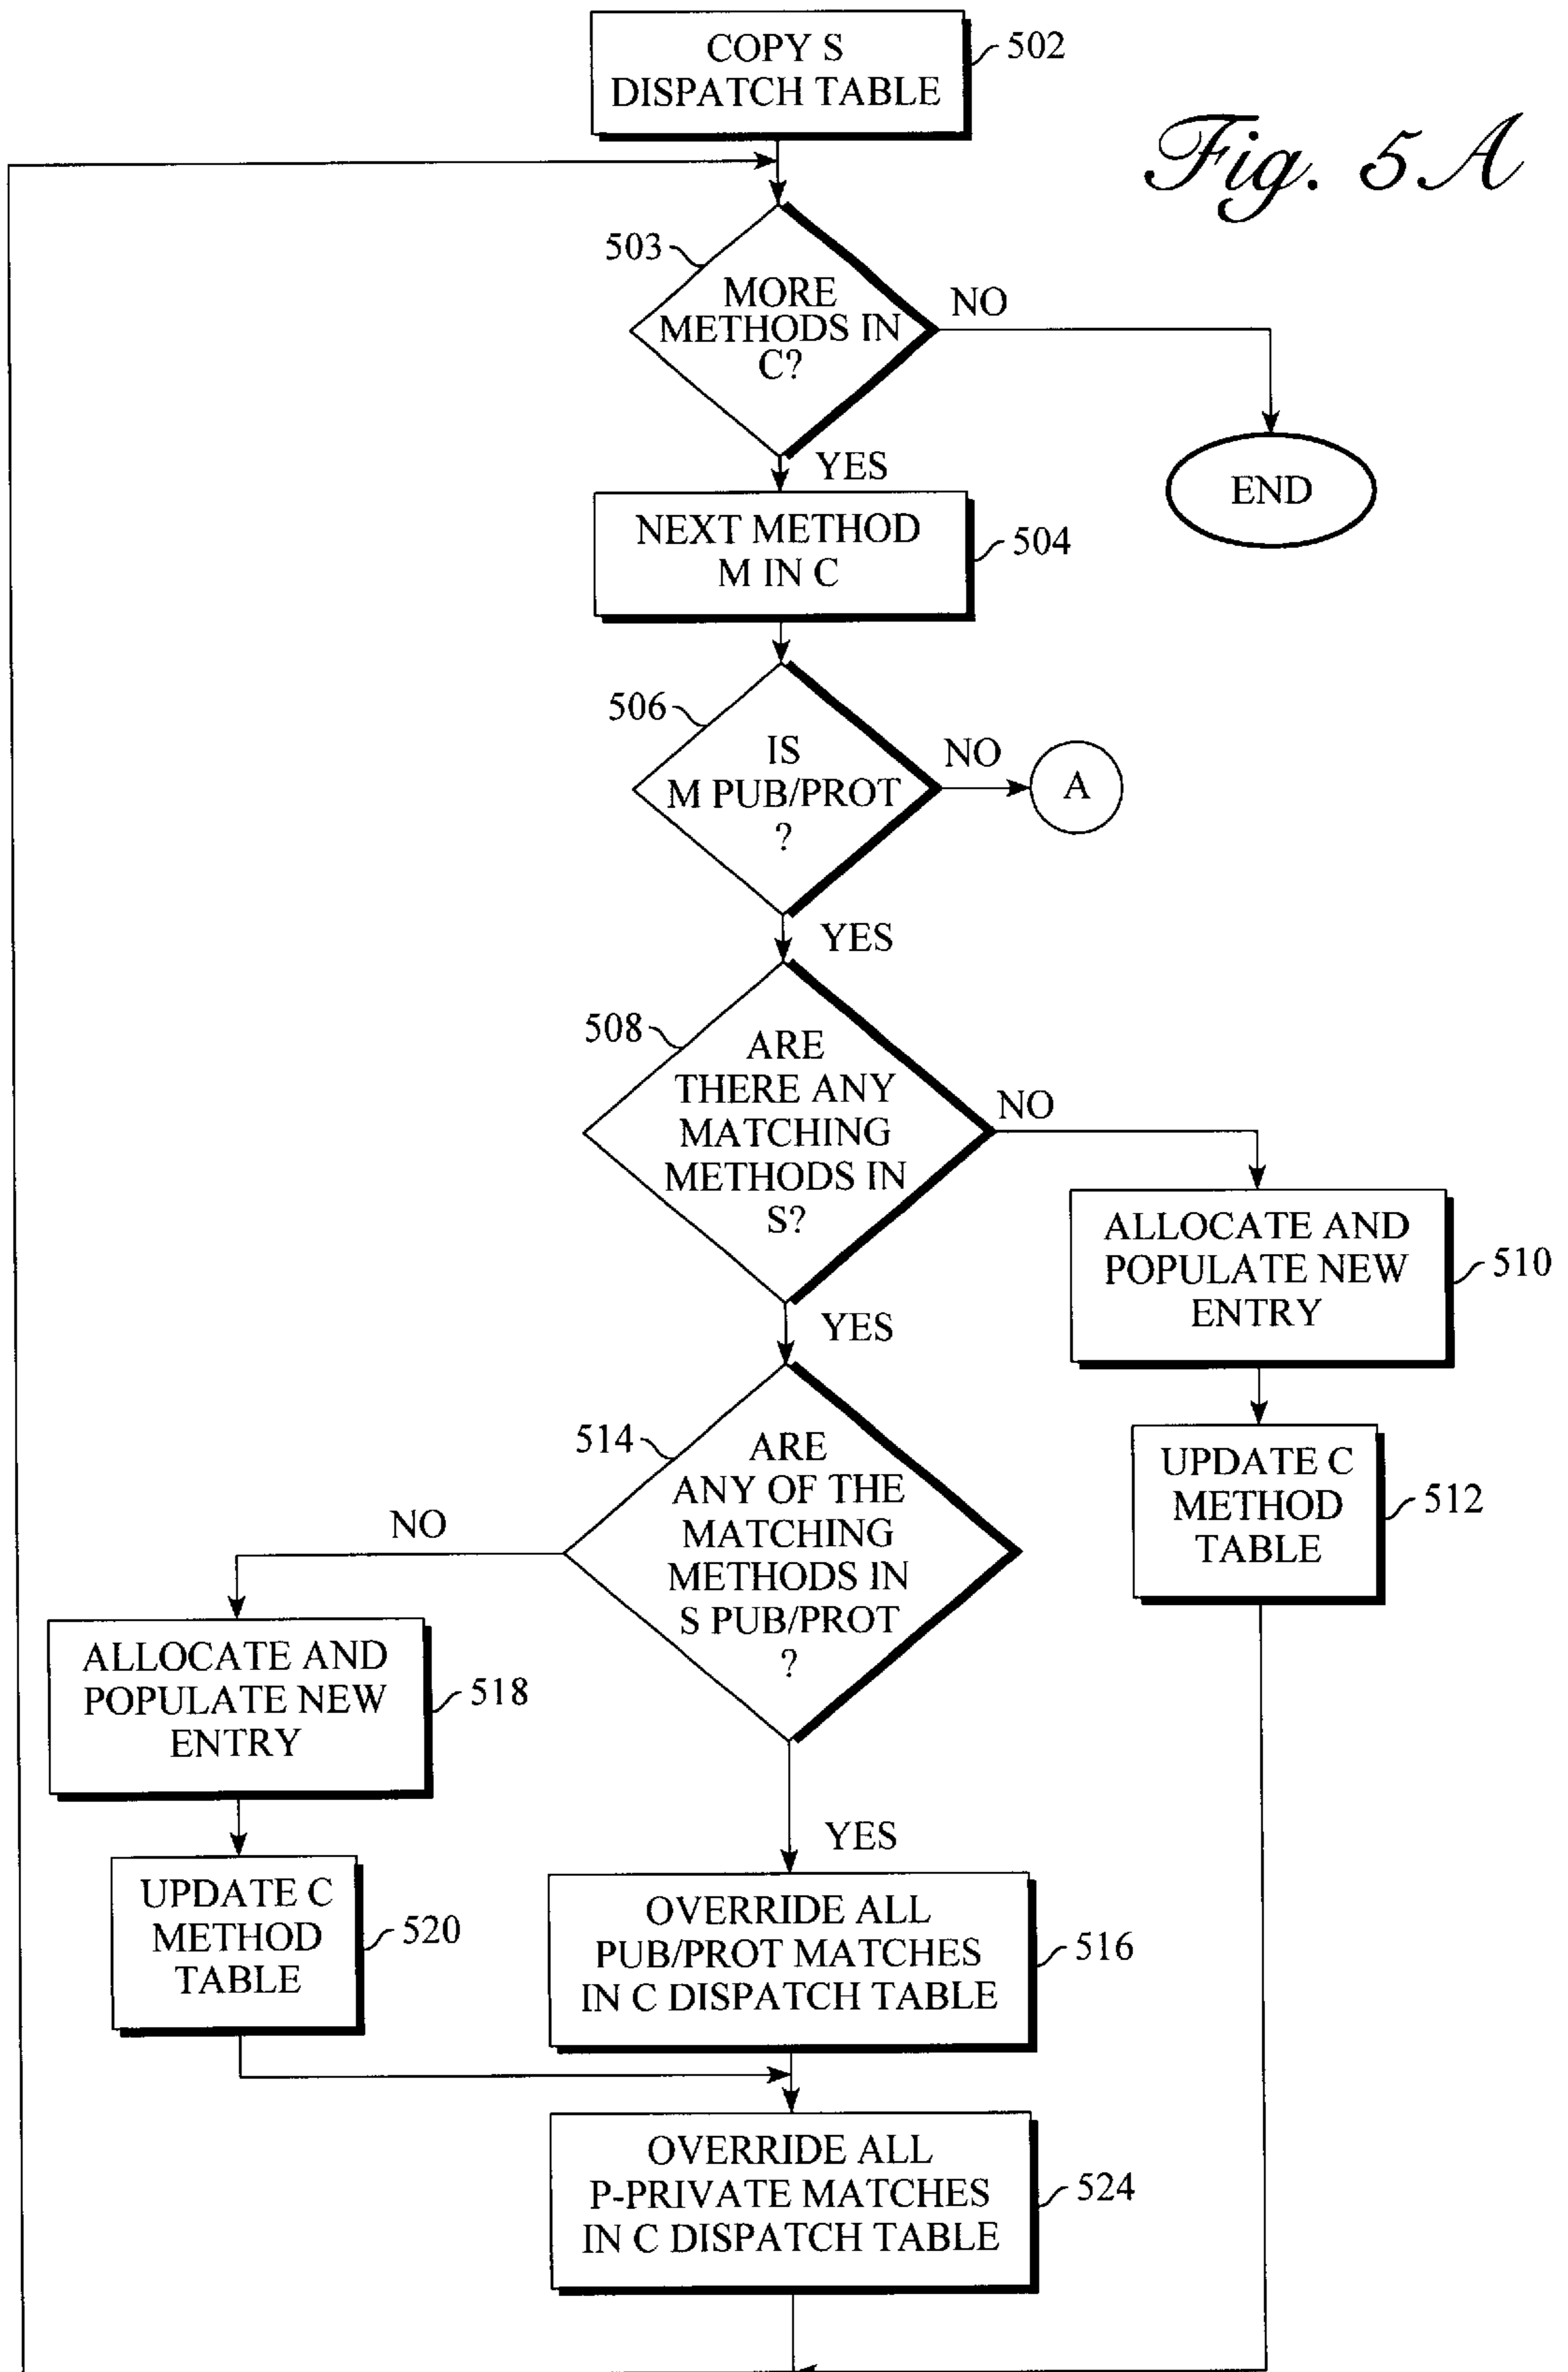 COPY S
DISPATCH TABLE
502
Fig. 5A
503
MORE
METHODS IN
C?
NO
END
YES
NEXT METHOD
M IN C
504
506
IS
M PUB/PROT
?
NO
A
YES
508
ARE
THERE ANY
MATCHING
METHODS IN
S?
NO
ALLOCATE AND
POPULATE NEW
ENTRY
510
YES
UPDATE C
METHOD
TABLE
512
514
ARE
ANY OF THE
MATCHING
METHODS IN
S PUB/PROT
?
NO
ALLOCATE AND
POPULATE NEW
ENTRY
518
YES
UPDATE C
METHOD
TABLE
520
OVERRIDE ALL
PUB/PROT MATCHES
IN C DISPATCH TABLE
516
OVERRIDE ALL
P-PRIVATE MATCHES
IN C DISPATCH TABLE
524